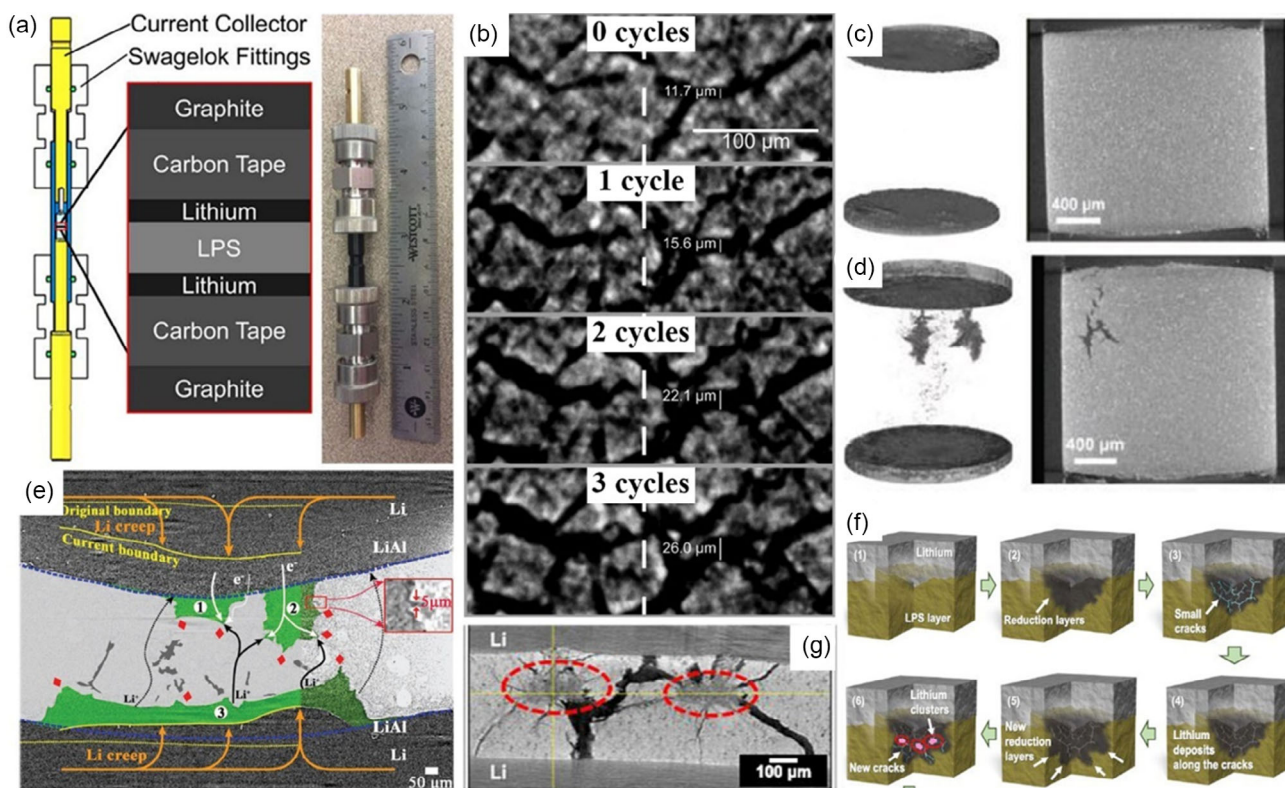 (a)
Current Collector
Swagelok Fittings
Graphite
Carbon Tape
Lithium
LPS
Lithium
Carbon Tape
Graphite
WESTCOTT
(b)
0 cycles
11.7 µm
100 µm
1 cycle
15.6 µm
2 cycles
22.1 µm
3 cycles
26.0 µm
(c)
400 µm
(d)
400 µm
(e)
Original boundary
Li creep
Li
Current boundary
LiAl
e⁻
e⁻
1
2
5µm
Li⁺
Li⁺
Li⁺
3
LiAl
Li creep
Li
50 µm
(g)
Li
Li
100 µm
(f)
(1)
Lithium
LPS layer
(2)
Reduction layers
(3)
Small
cracks
(6)
Lithium
clusters
New cracks
(5)
New
reduction
layers
(4)
Lithium
deposits
along the cracks